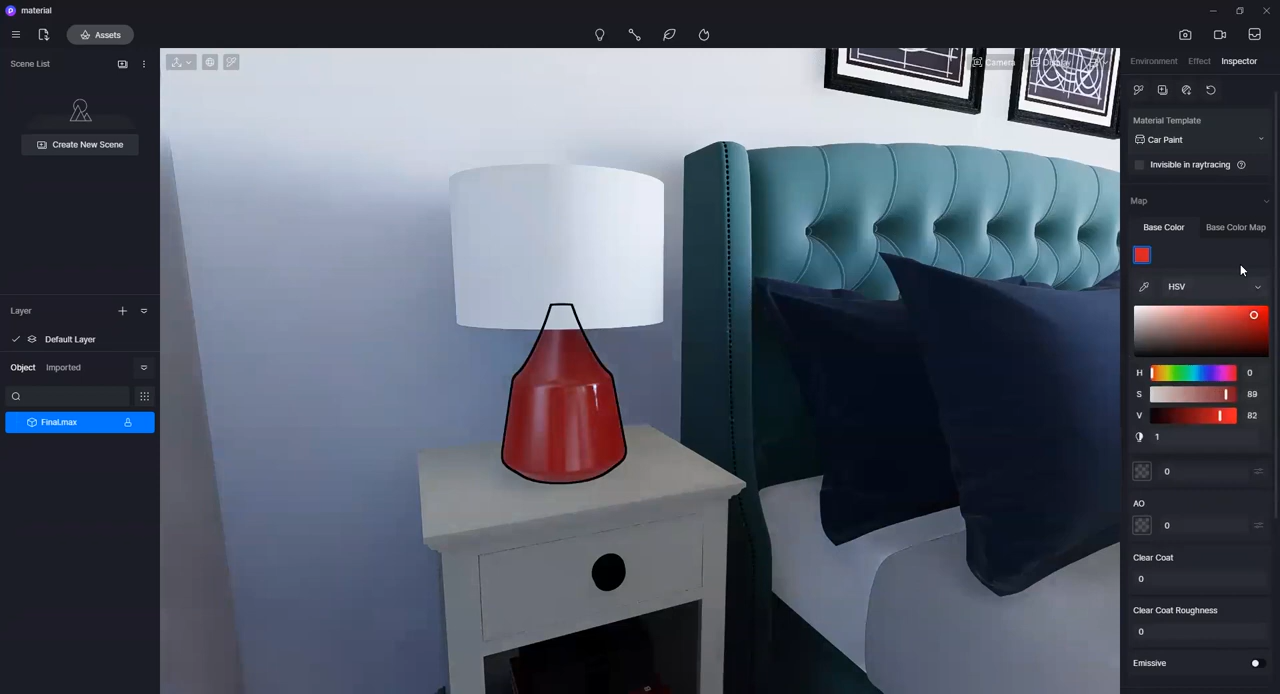 material
Assets
Scene List
Create New Scene
Layer
Default Layer
Object Imported
Final.max
Camera
Display
Environment Effect Inspector
Material Template
Car Paint
Invisible in raytracing
Map
Base Color Base Color Map
HSV
H 0
S 89
V 82
1
0
AO
0
Clear Coat
0
Clear Coat Roughness
0
Emissive